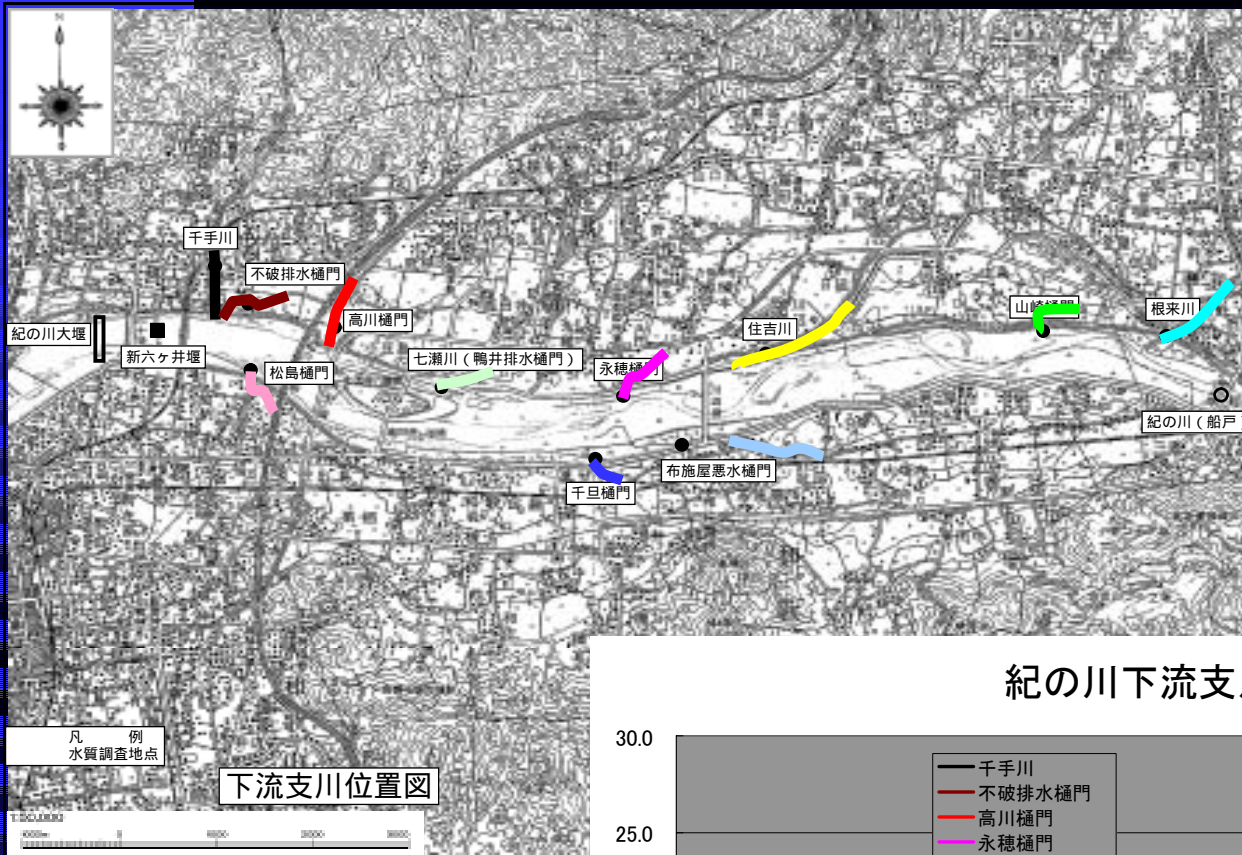 N
千手川
不破排水樋門
高川樋門
紀の川大堰
新六ヶ井堰
松島樋門
七瀬川（鴨井排水樋門）
永穂樋門
住吉川
山崎樋門
根来川
紀の川（船戸）
布施屋悪水樋門
千旦樋門
凡　例
水質調査地点
下流支川位置図
紀の川下流支
30.0
25.0
千手川
不破排水樋門
高川樋門
永穂樋門